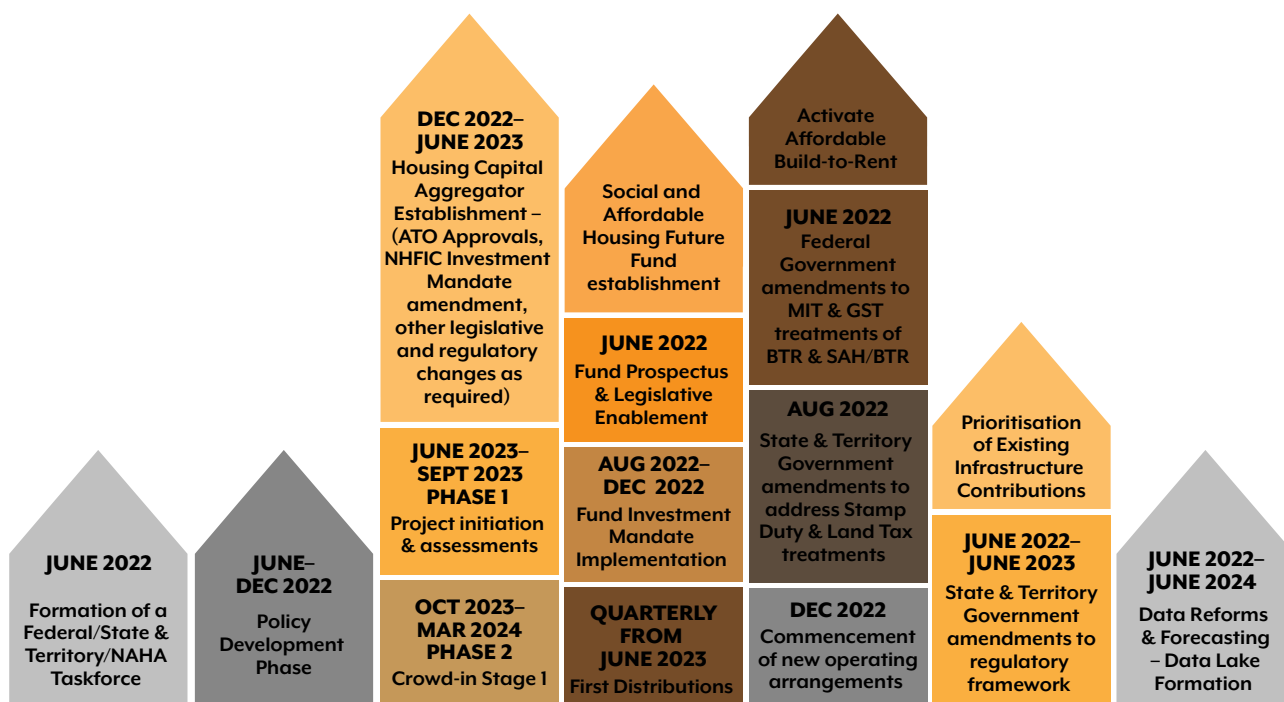 JUNE 2022
Formation of a
Federal/State &
Territory/NAHA
Taskforce
JUNE–
DEC 2022
Policy
Development
Phase
DEC 2022–
JUNE 2023
Housing Capital
Aggregator
Establishment –
(ATO Approvals,
NHFIC Investment
Mandate
amendment,
other legislative
and regulatory
changes as
required)
JUNE 2023–
SEPT 2023
PHASE 1
Project initiation
& assessments
OCT 2023–
MAR 2024
PHASE 2
Crowd-in Stage 1
Social and
Affordable
Housing Future
Fund
establishment
JUNE 2022
Fund Prospectus
& Legislative
Enablement
AUG 2022–
DEC 2022
Fund Investment
Mandate
Implementation
QUARTERLY
FROM
JUNE 2023
First Distributions
Activate
Affordable
Build-to-Rent
JUNE 2022
Federal
Government
amendments to
MIT & GST
treatments of
BTR & SAH/BTR
AUG 2022
State & Territory
Government
amendments to
address Stamp
Duty & Land Tax
treatments
DEC 2022
Commencement
of new operating
arrangements
Prioritisation
of Existing
Infrastructure
Contributions
JUNE 2022–
JUNE 2023
State & Territory
Government
amendments to
regulatory
framework
JUNE 2022–
JUNE 2024
Data Reforms
& Forecasting
– Data Lake
Formation